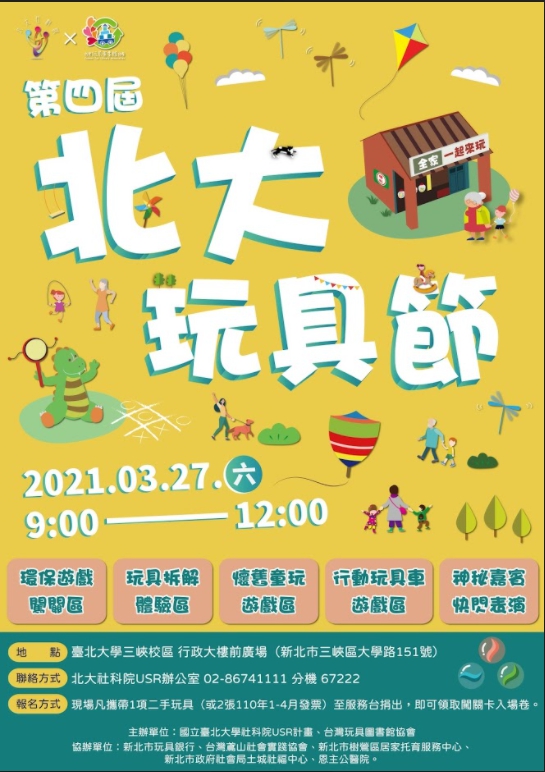 第四屆
北大
玩具節
全家 一起來玩
2021.03.27.六
9:00 — 12:00
環保遊戲 玩具拆解 懷舊童玩 行動玩具車 神秘嘉賓
闖關區 體驗區 遊戲區 遊戲區 快閃表演
地 點 臺北大學三峽校區 行政大樓前廣場（新北市三峽區大學路151號）
聯絡方式 北大社科院USR辦公室 02-86741111 分機 67222
報名方式 現場凡攜帶1項二手玩具（或2張110年1-4月發票）至服務台捐出，即可領取闖關卡入場卷。
主辦單位：國立臺北大學社科院USR計畫、台灣玩具圖書館協會
協辦單位：新北市玩具銀行、台灣鳶山社會實踐協會、新北市樹鶯區居家托育服務中心、
新北市政府社會局土城社福中心、恩主公醫院。